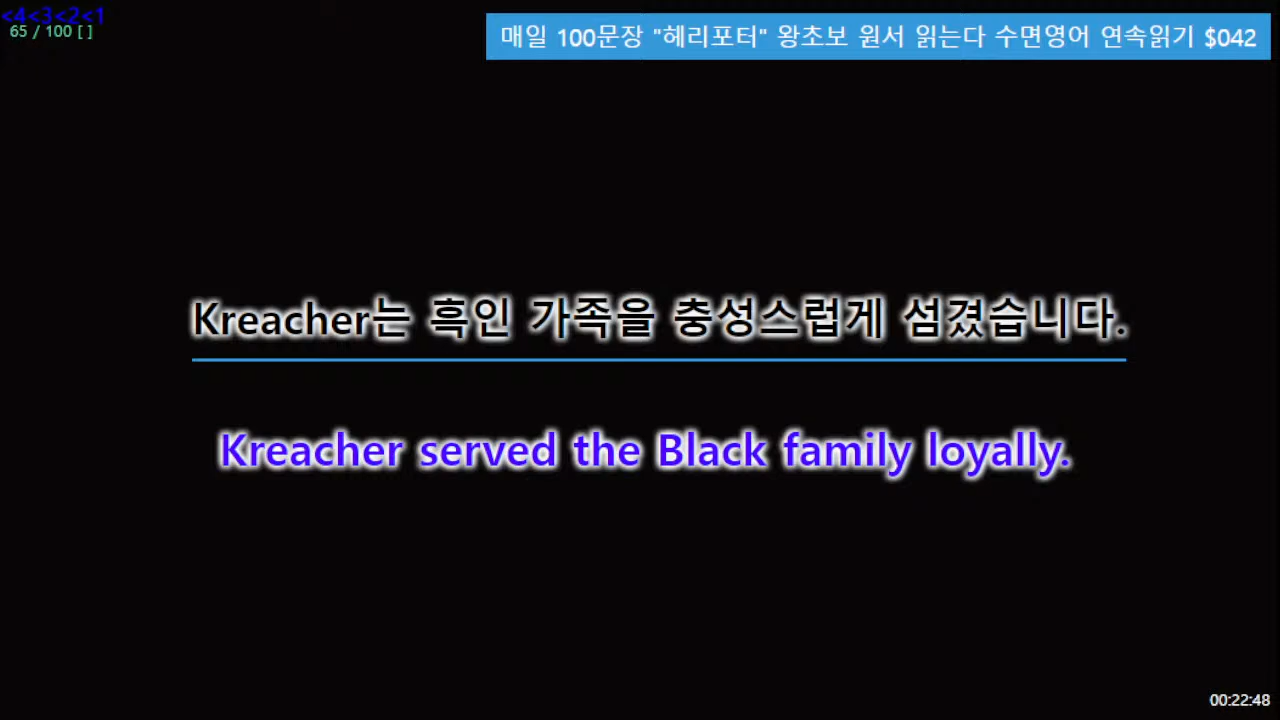 <4<3<2<1
65 / 100 [ ]
매일 100문장 "헤리포터" 왕초보 원서 읽는다 수면영어 연속읽기 $042
Kreacher는 흑인 가족을 충성스럽게 섬겼습니다.
Kreacher served the Black family loyally.
00:22:48